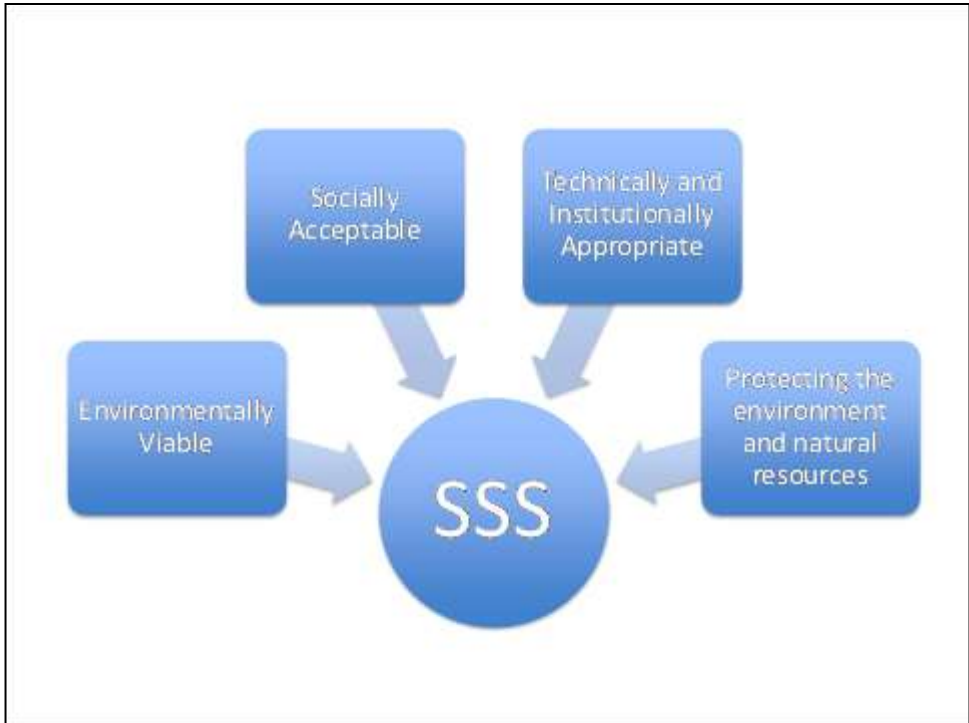 Socially
Acceptable
Technically and
Institutionally
Appropriate
Environmentally
Viable
Protecting the
environment
and natural
resources
SSS